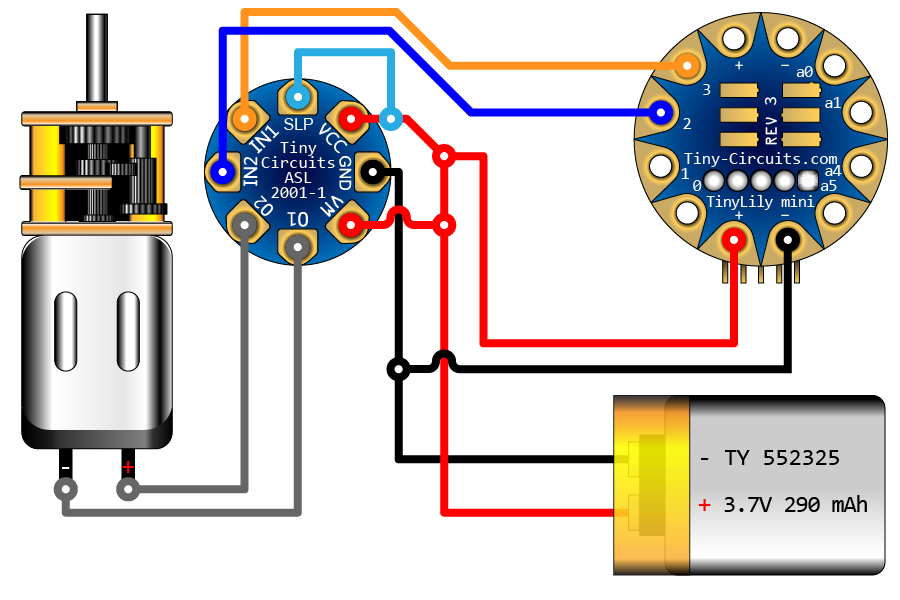 SLP
IN1
VCC
IN2
GND
Tiny
Circuits
ASL
2001-1
O2
O1
VM
-
+
+
-
a0
3
a1
2
REV 3
Tiny-Circuits.com
1
a4
0
a5
TinyLily mini
+
-
- TY 552325
+ 3.7V 290 mAh